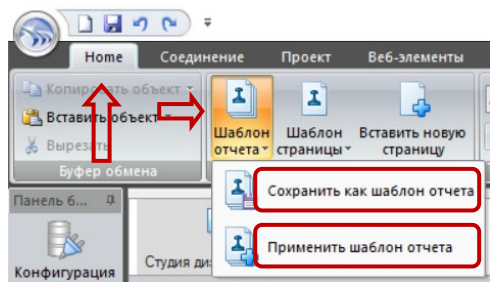 Home Соединение Проект Веб-элементы
Копировать объект
Вставить объект
Вырезать
Буфер обмена
Шаблон отчета
Шаблон страницы
Вставить новую страницу
Сохранить как шаблон отчета
Применить шаблон отчета
Панель б...
Конфигурация
Студия ди